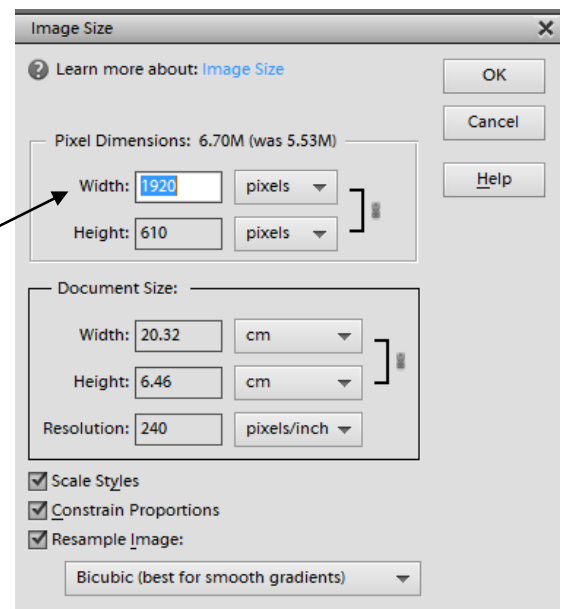 Image Size
Learn more about: Image Size
OK
Cancel
Help
Pixel Dimensions: 6.70M (was 5.53M)
Width: 1920 pixels
Height: 610 pixels
Document Size:
Width: 20.32 cm
Height: 6.46 cm
Resolution: 240 pixels/inch
Scale Styles
Constrain Proportions
Resample Image:
Bicubic (best for smooth gradients)